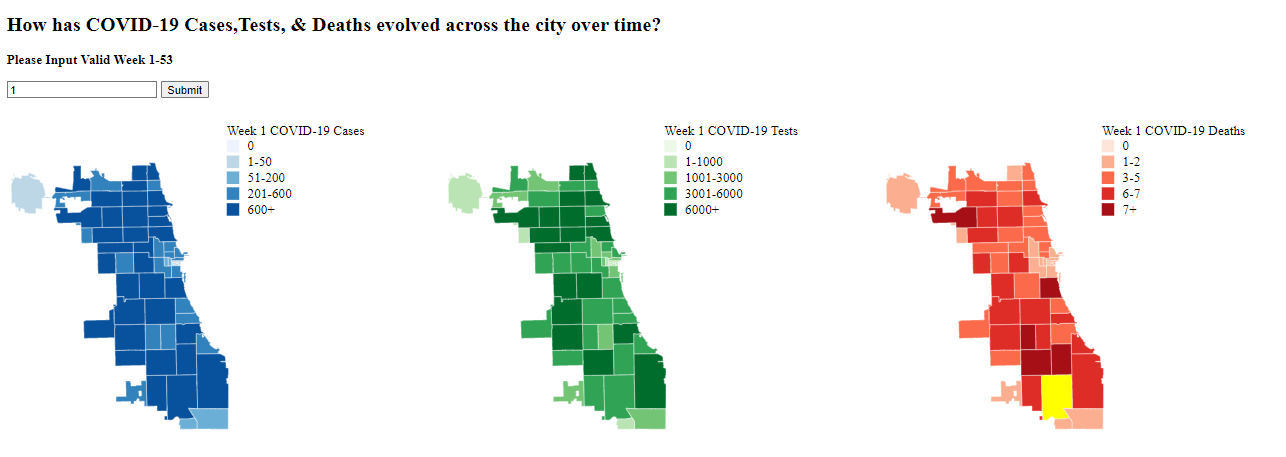 How has COVID-19 Cases,Tests, & Deaths evolved across the city over time?
Please Input Valid Week 1-53
1 Submit
Week 1 COVID-19 Cases
0
1-50
51-200
201-600
600+
Week 1 COVID-19 Tests
0
1-1000
1001-3000
3001-6000
6000+
Week 1 COVID-19 Deaths
0
1-2
3-5
6-7
7+